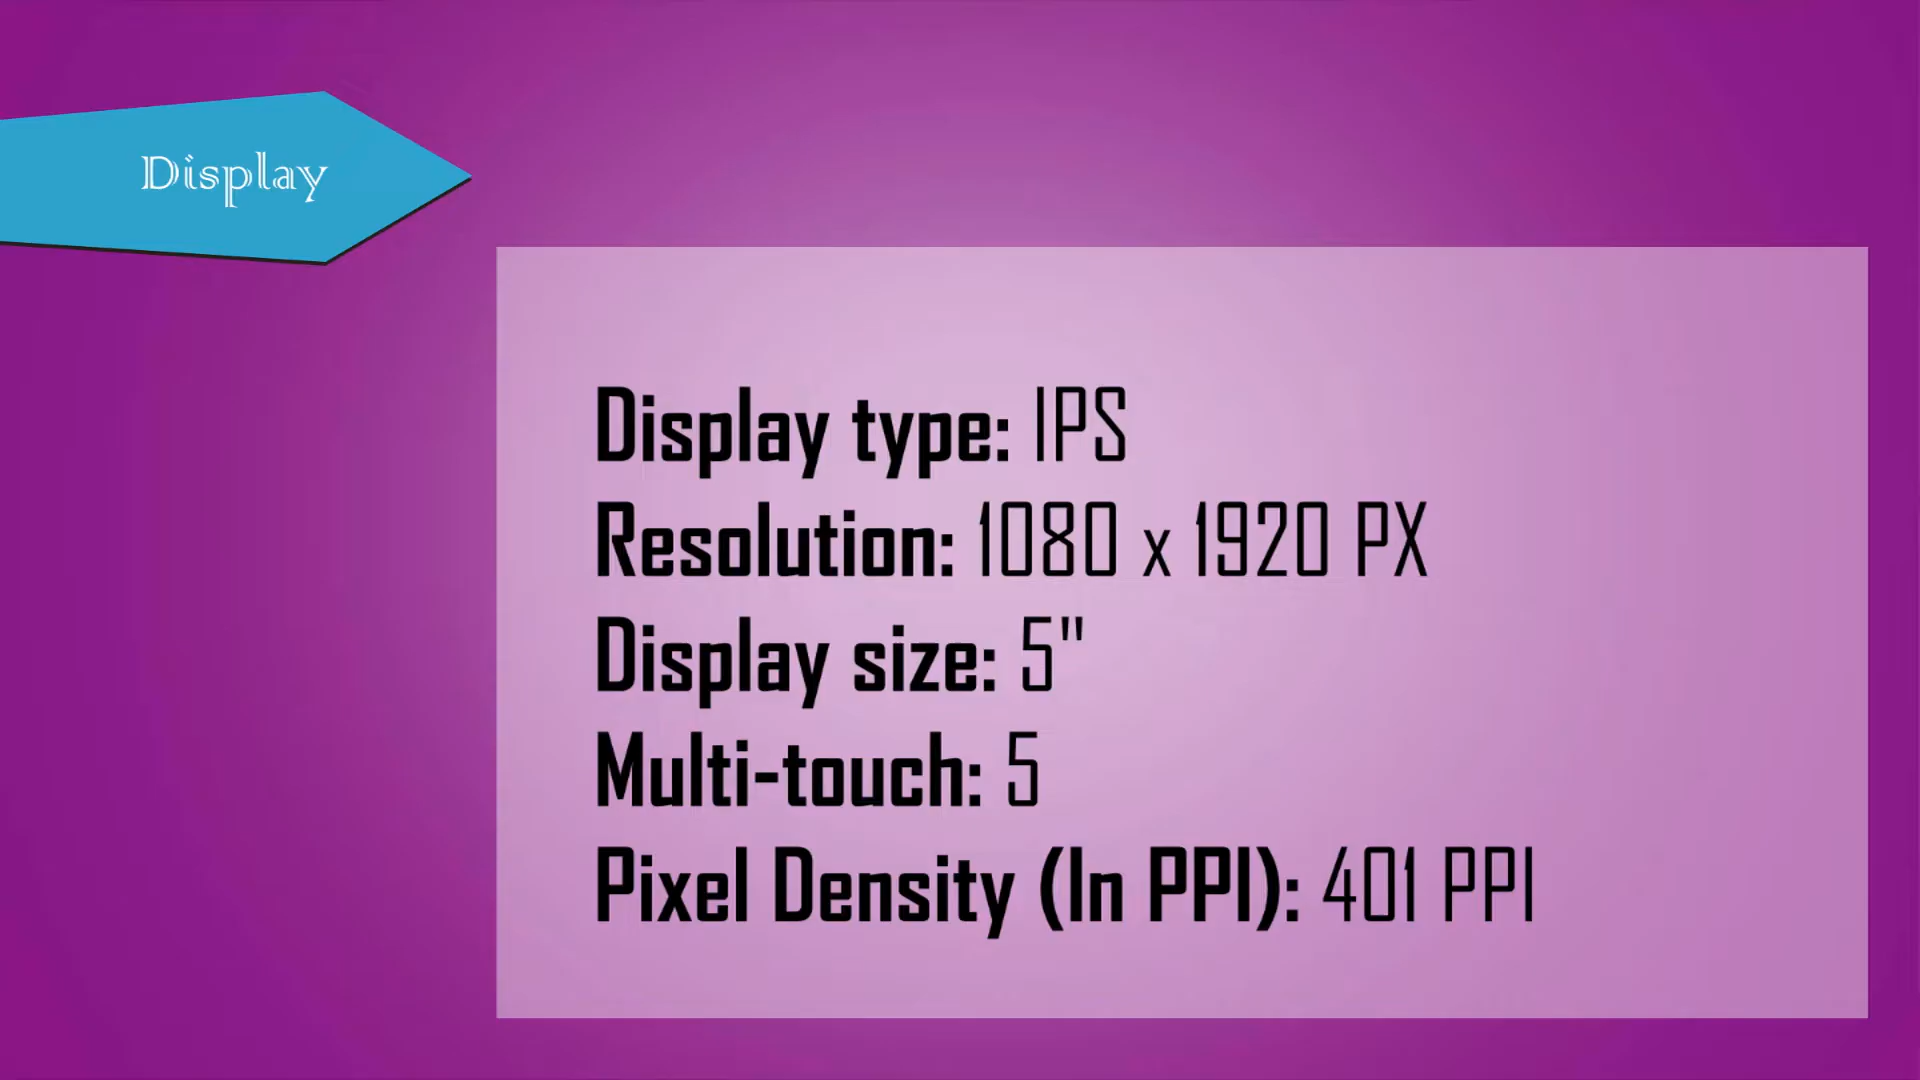 Display
Display type: IPS
Resolution: 1080 x 1920 PX
Display size: 5"
Multi-touch: 5
Pixel Density (In PPI): 401 PPI